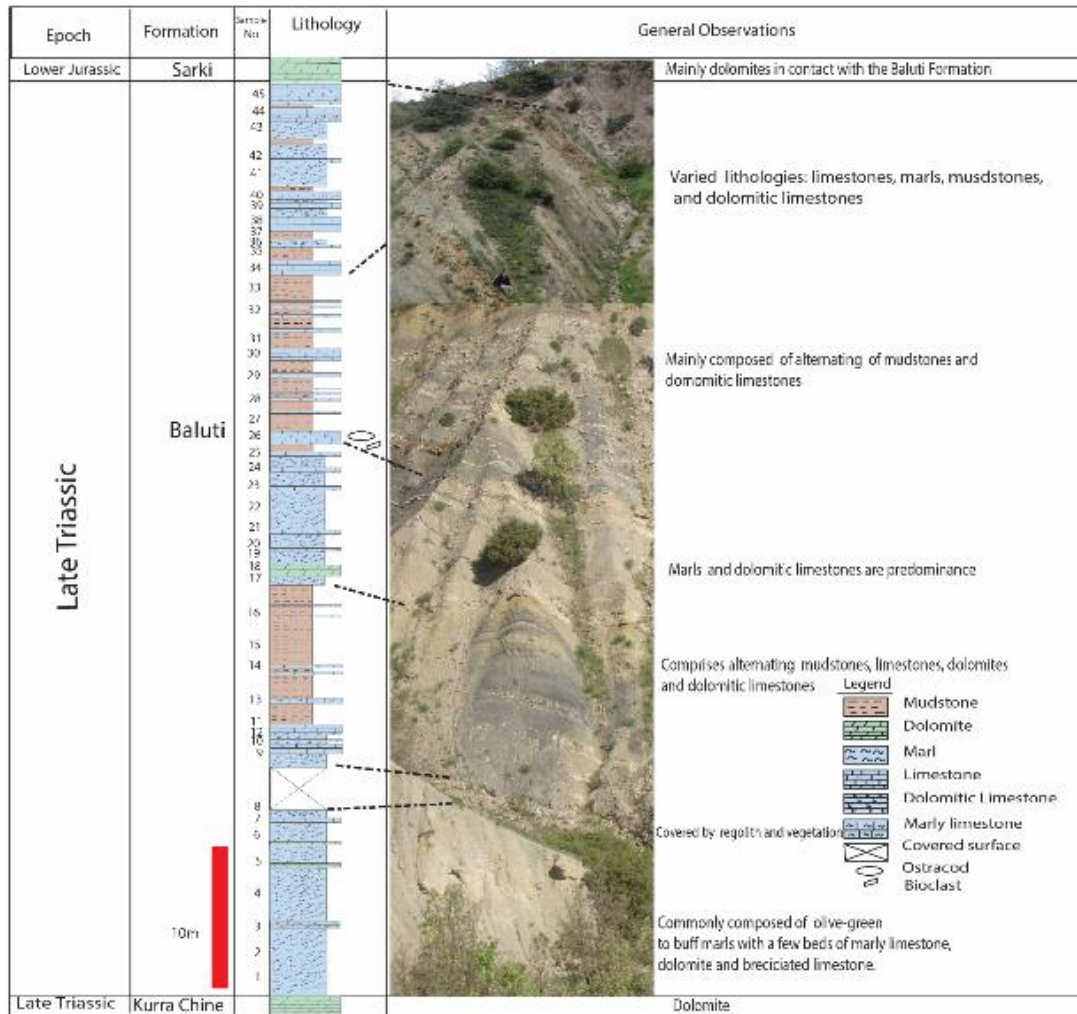 Epoch
Formation
Sample
No.
Lithology
General Observations
Lower Jurassic
Sarki
Mainly dolomites in contact with the Baluti Formation
45
44
43
42
41
40
39
38
37
36
35
34
33
32
31
30
29
28
27
26
25
24
23
22
21
20
19
18
17
16
15
14
13
11
12
10
9
8
7
6
5
4
3
2
1
Late Triassic
Baluti
10m
Varied lithologies: limestones, marls, musdstones,
and dolomitic limestones
Mainly composed of alternating of mudstones and
domomitic limestones
Marls and dolomitic limestones are predominance
Comprises alternating mudstones, limestones, dolomites
and dolomitic limestones
Legend
Mudstone
Dolomite
Marl
Limestone
Dolomitic Limestone
Marly limestone
Covered surface
Ostracod
Bioclast
Covered by regolith and vegetation
Commonly composed of olive-green
to buff marls with a few beds of marly limestone,
dolomite and breciciated limestone.
Late Triassic
Kurra Chine
Dolomite